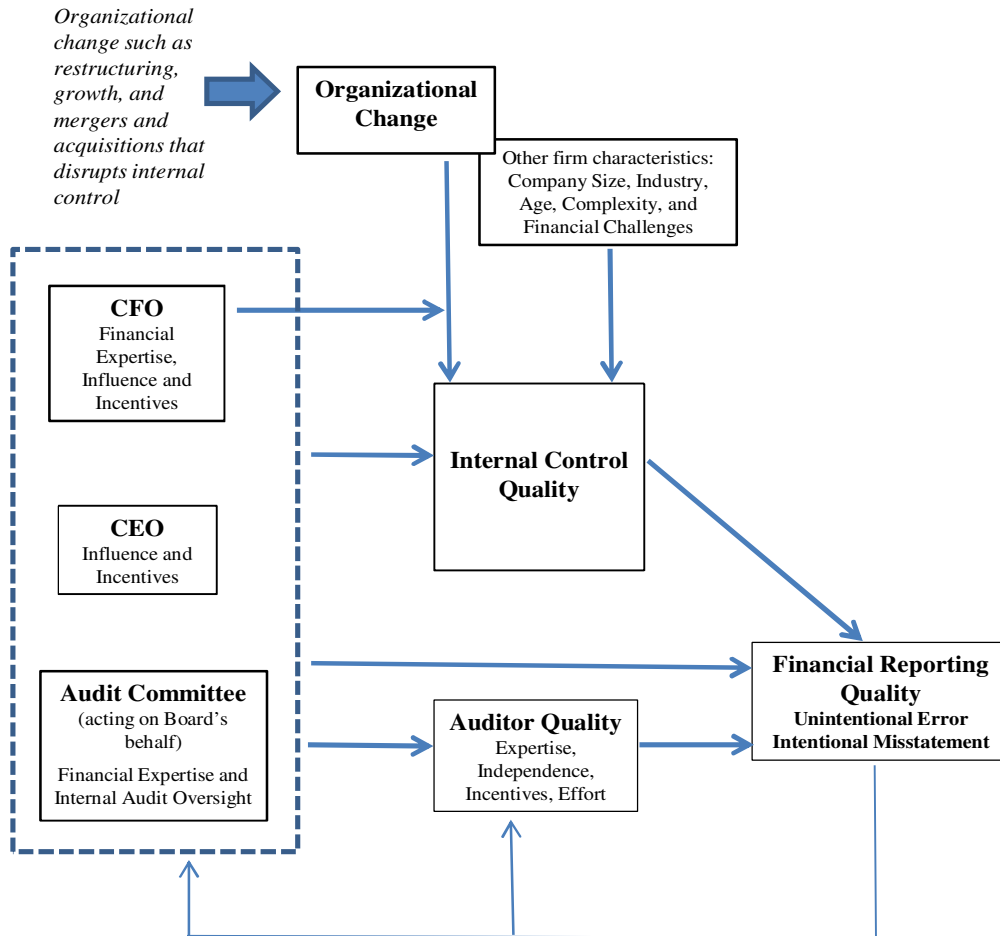 Organizational
change such as
restructuring,
growth, and
mergers and
acquisitions that
disrupts internal
control
Organizational
Change
Other firm characteristics:
Company Size, Industry,
Age, Complexity, and
Financial Challenges
CFO
Financial
Expertise,
Influence and
Incentives
Internal Control
Quality
CEO
Influence and
Incentives
Audit Committee
(acting on Board's
behalf)
Financial Expertise and
Internal Audit Oversight
Auditor Quality
Expertise,
Independence,
Incentives, Effort
Financial Reporting
Quality
Unintentional Error
Intentional Misstatement